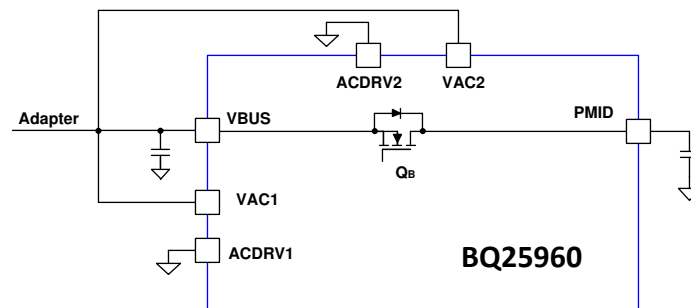 ACDRV2
VAC2
Adapter
VBUS
PMID
QB
VAC1
ACDRV1
BQ25960